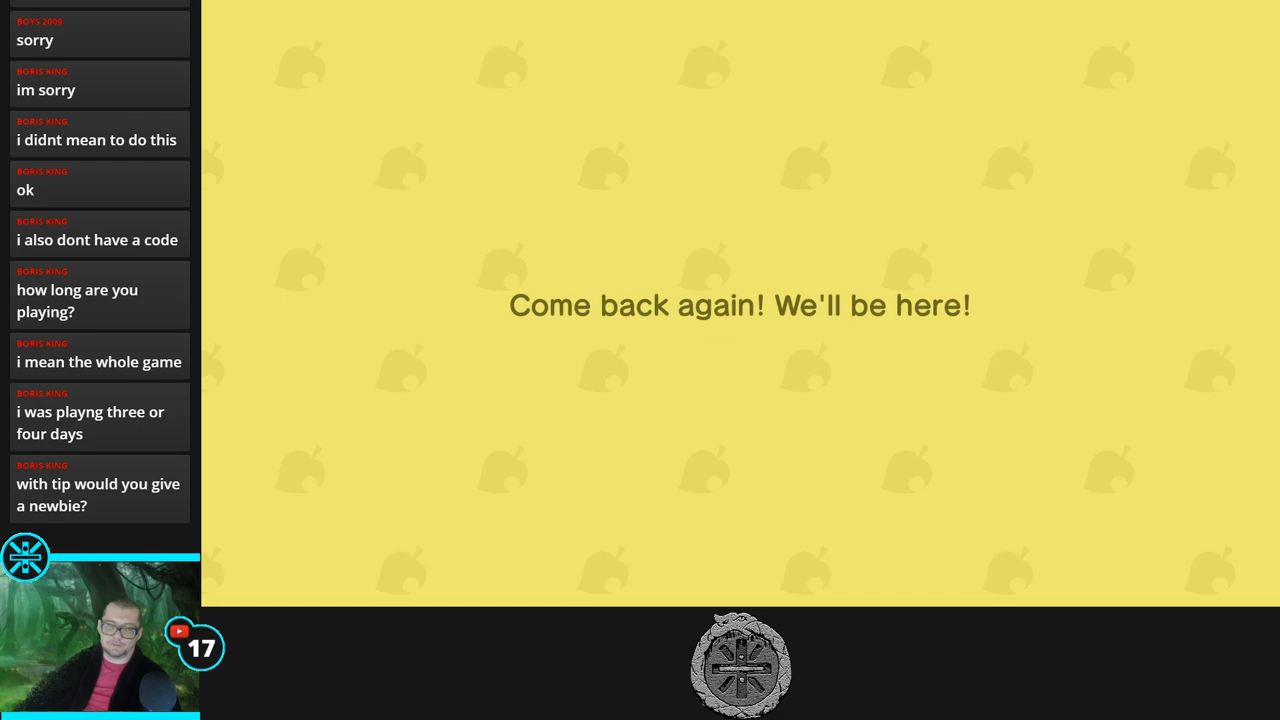 BOYS 2009
sorry
BORIS KING
im sorry
BORIS KING
i didnt mean to do this
BORIS KING
ok
BORIS KING
i also dont have a code
BORIS KING
how long are you
playing?
BORIS KING
i mean the whole game
BORIS KING
i was playng three or
four days
BORIS KING
with tip would you give
a newbie?
Come back again! We'll be here!
17